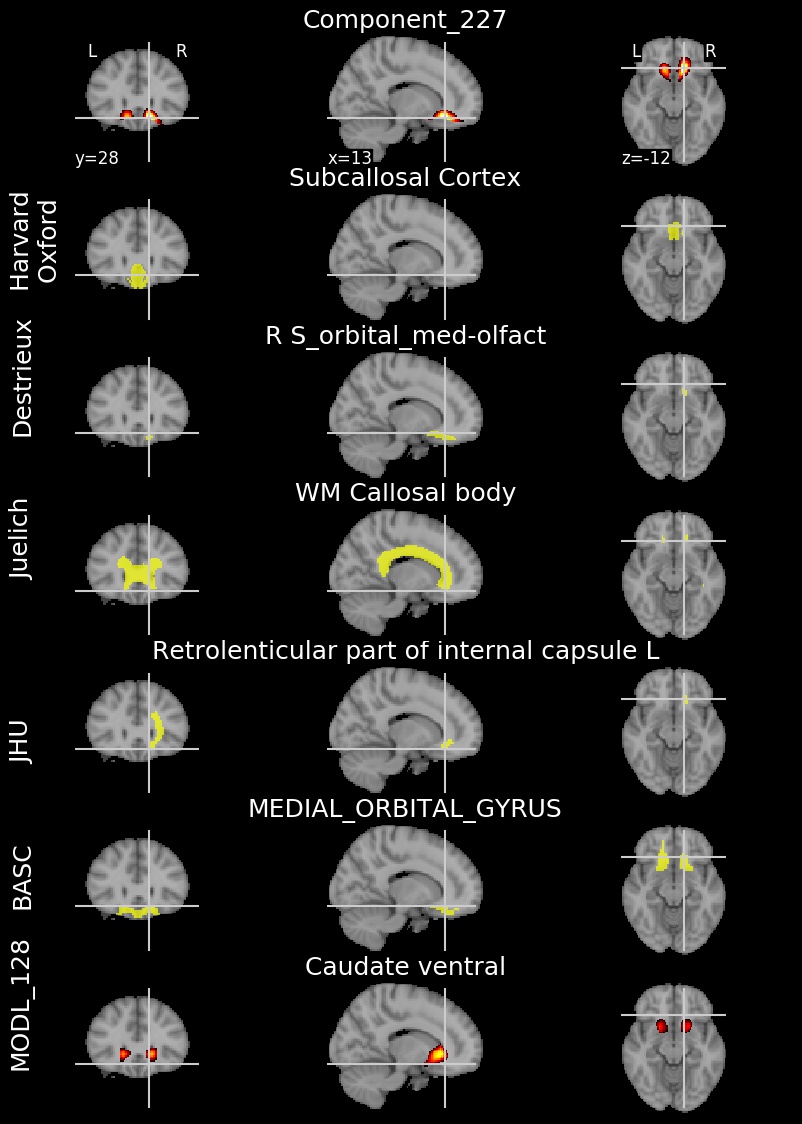 Component_227
L R L R
y=28 x=13 z=-12
Subcallosal Cortex
Harvard
Oxford
R S_orbital_med-olfact
Destrieux
WM Callosal body
Juelich
Retrolenticular part of internal capsule L
JHU
MEDIAL_ORBITAL_GYRUS
BASC
Caudate ventral
MODL_128